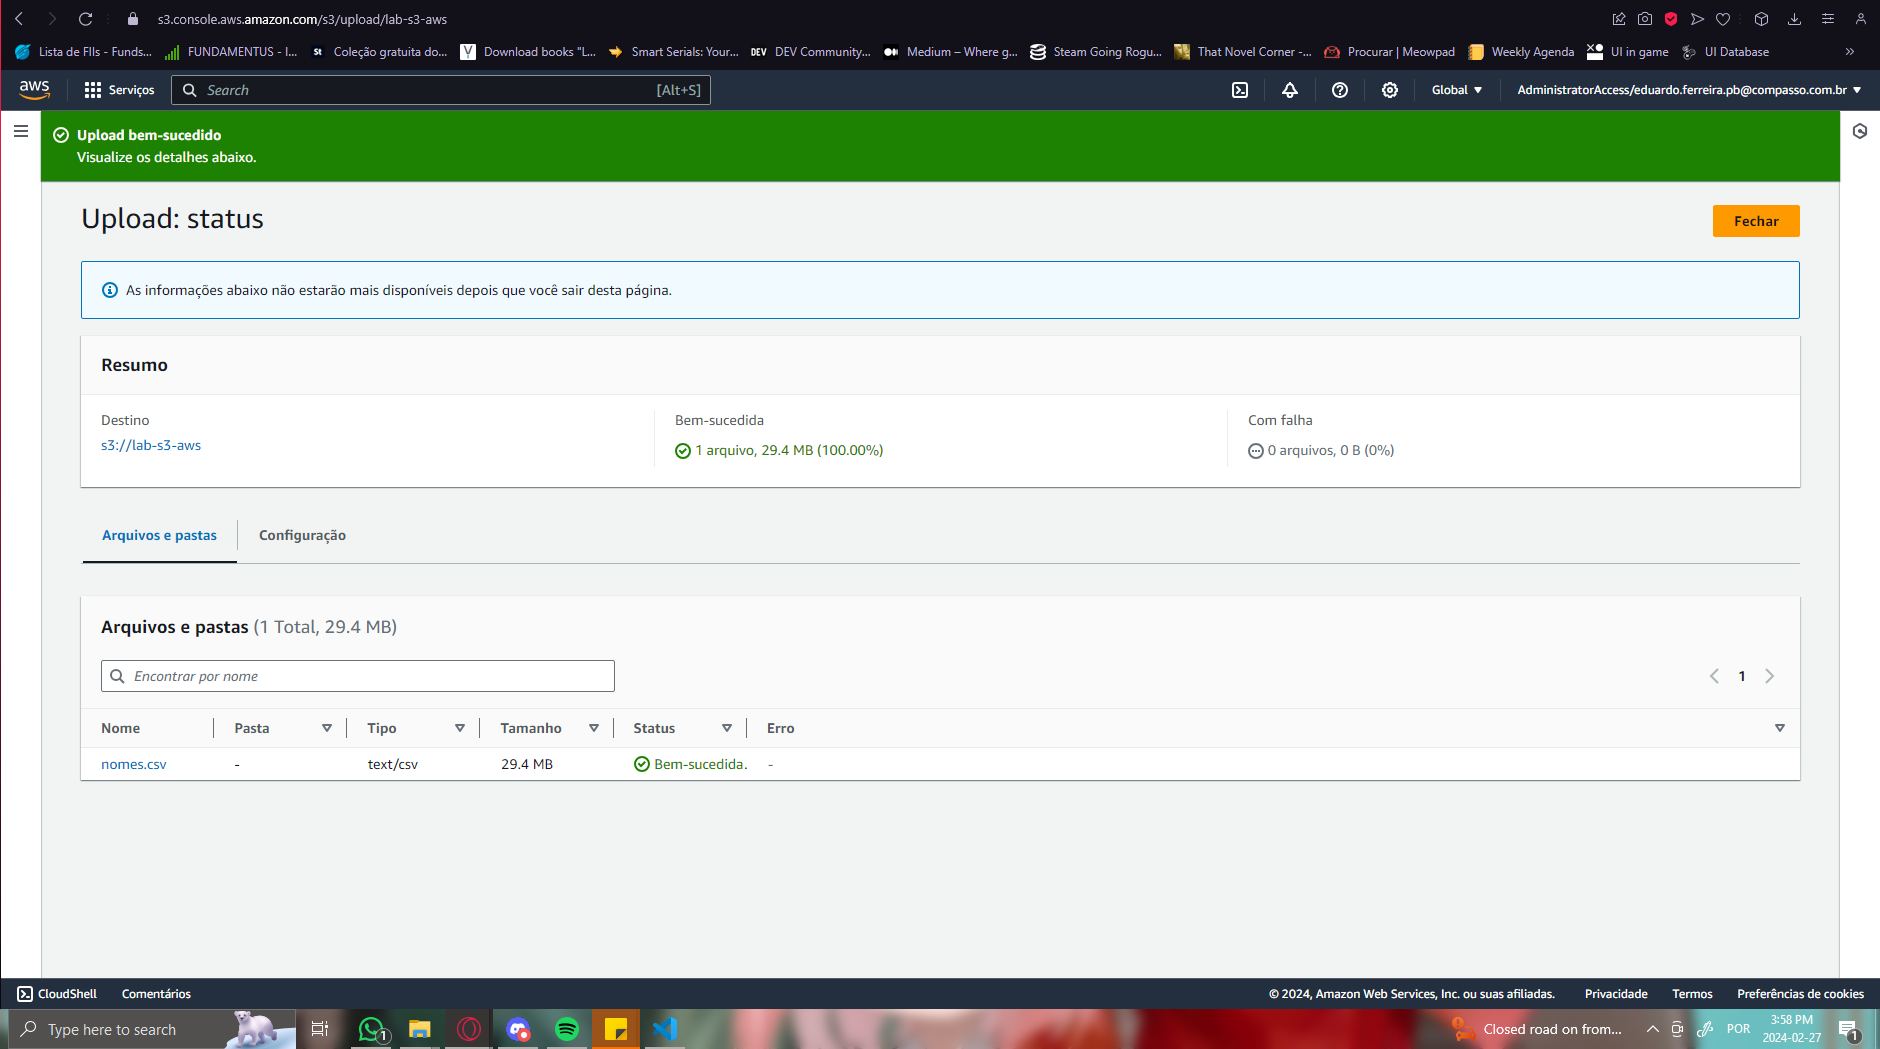 s3.console.aws.amazon.com/s3/upload/lab-s3-aws
Lista de FIIs - Funds... FUNDAMENTUS - I... St Coleção gratuita do... Download books "L... Smart Serials: Your... DEV DEV Community... Medium – Where g... Steam Going Rogu... That Novel Corner -... Procurar | Meowpad Weekly Agenda UI in game UI Database »
aws Serviços Search [Alt+S] Global AdministratorAccess/eduardo.ferreira.pb@compasso.com.br
Upload bem-sucedido
Visualize os detalhes abaixo.
Upload: status
Fechar
As informações abaixo não estarão mais disponíveis depois que você sair desta página.
Resumo
Destino Bem-sucedida Com falha
s3://lab-s3-aws 1 arquivo, 29.4 MB (100.00%) 0 arquivos, 0 B (0%)
Arquivos e pastas Configuração
Arquivos e pastas (1 Total, 29.4 MB)
Encontrar por nome
1
Nome Pasta Tipo Tamanho Status Erro
nomes.csv - text/csv 29.4 MB Bem-sucedida. -
CloudShell Comentários © 2024, Amazon Web Services, Inc. ou suas afiliadas. Privacidade Termos Preferências de cookies
Type here to search 1 Closed road on from... POR 3:58 PM
2024-02-27 1